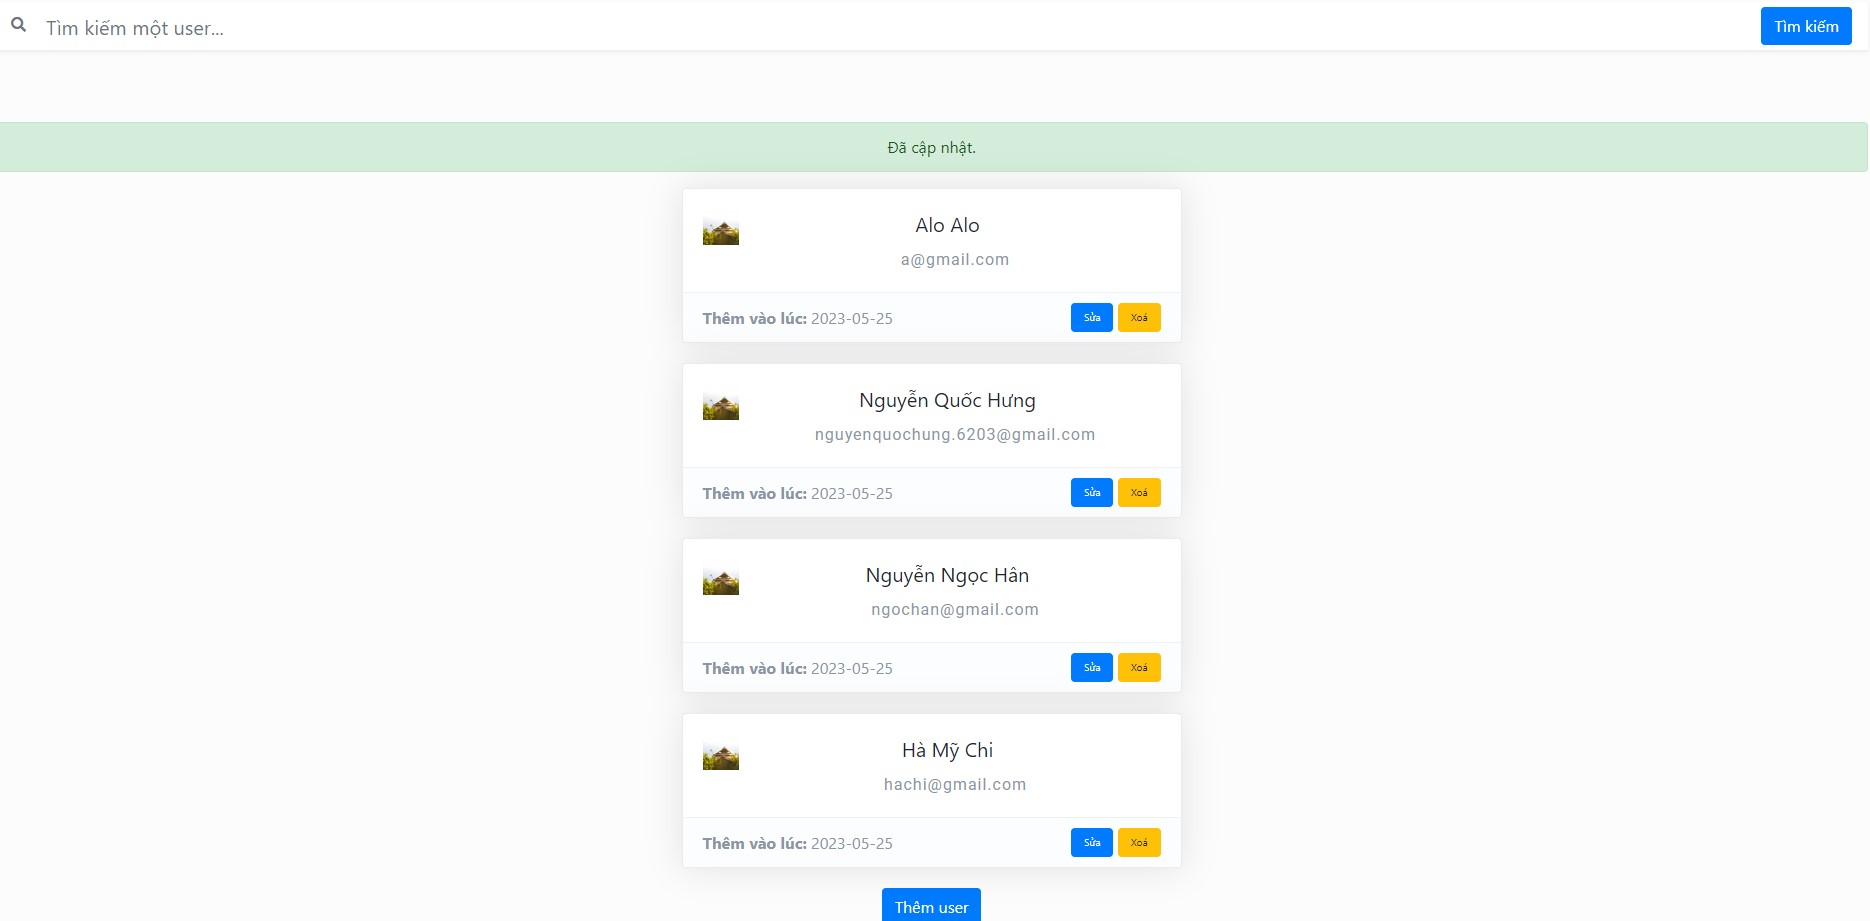 Tìm kiếm một user...
Tìm kiếm
Đã cập nhật.
Alo Alo
a@gmail.com
Thêm vào lúc: 2023-05-25
Sửa
Xoá
Nguyễn Quốc Hưng
nguyenquochung.6203@gmail.com
Thêm vào lúc: 2023-05-25
Sửa
Xoá
Nguyễn Ngọc Hân
ngochan@gmail.com
Thêm vào lúc: 2023-05-25
Sửa
Xoá
Hà Mỹ Chi
hachi@gmail.com
Thêm vào lúc: 2023-05-25
Sửa
Xoá
Thêm user